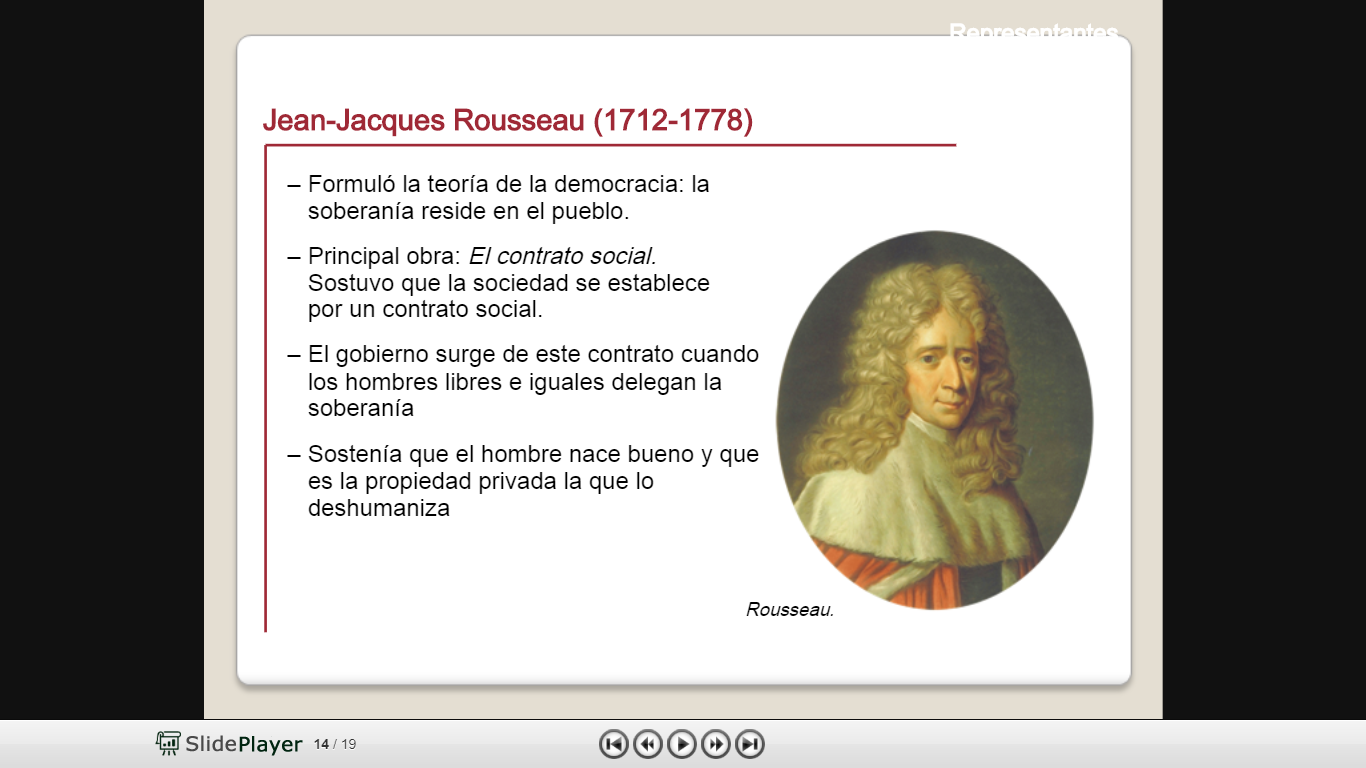 Representantes
Jean-Jacques Rousseau (1712-1778)
– Formuló la teoría de la democracia: la
soberanía reside en el pueblo.
– Principal obra: El contrato social.
Sostuvo que la sociedad se establece
por un contrato social.
– El gobierno surge de este contrato cuando
los hombres libres e iguales delegan la
soberanía
– Sostenía que el hombre nace bueno y que
es la propiedad privada la que lo
deshumaniza
Rousseau.
SlidePlayer 14 / 19